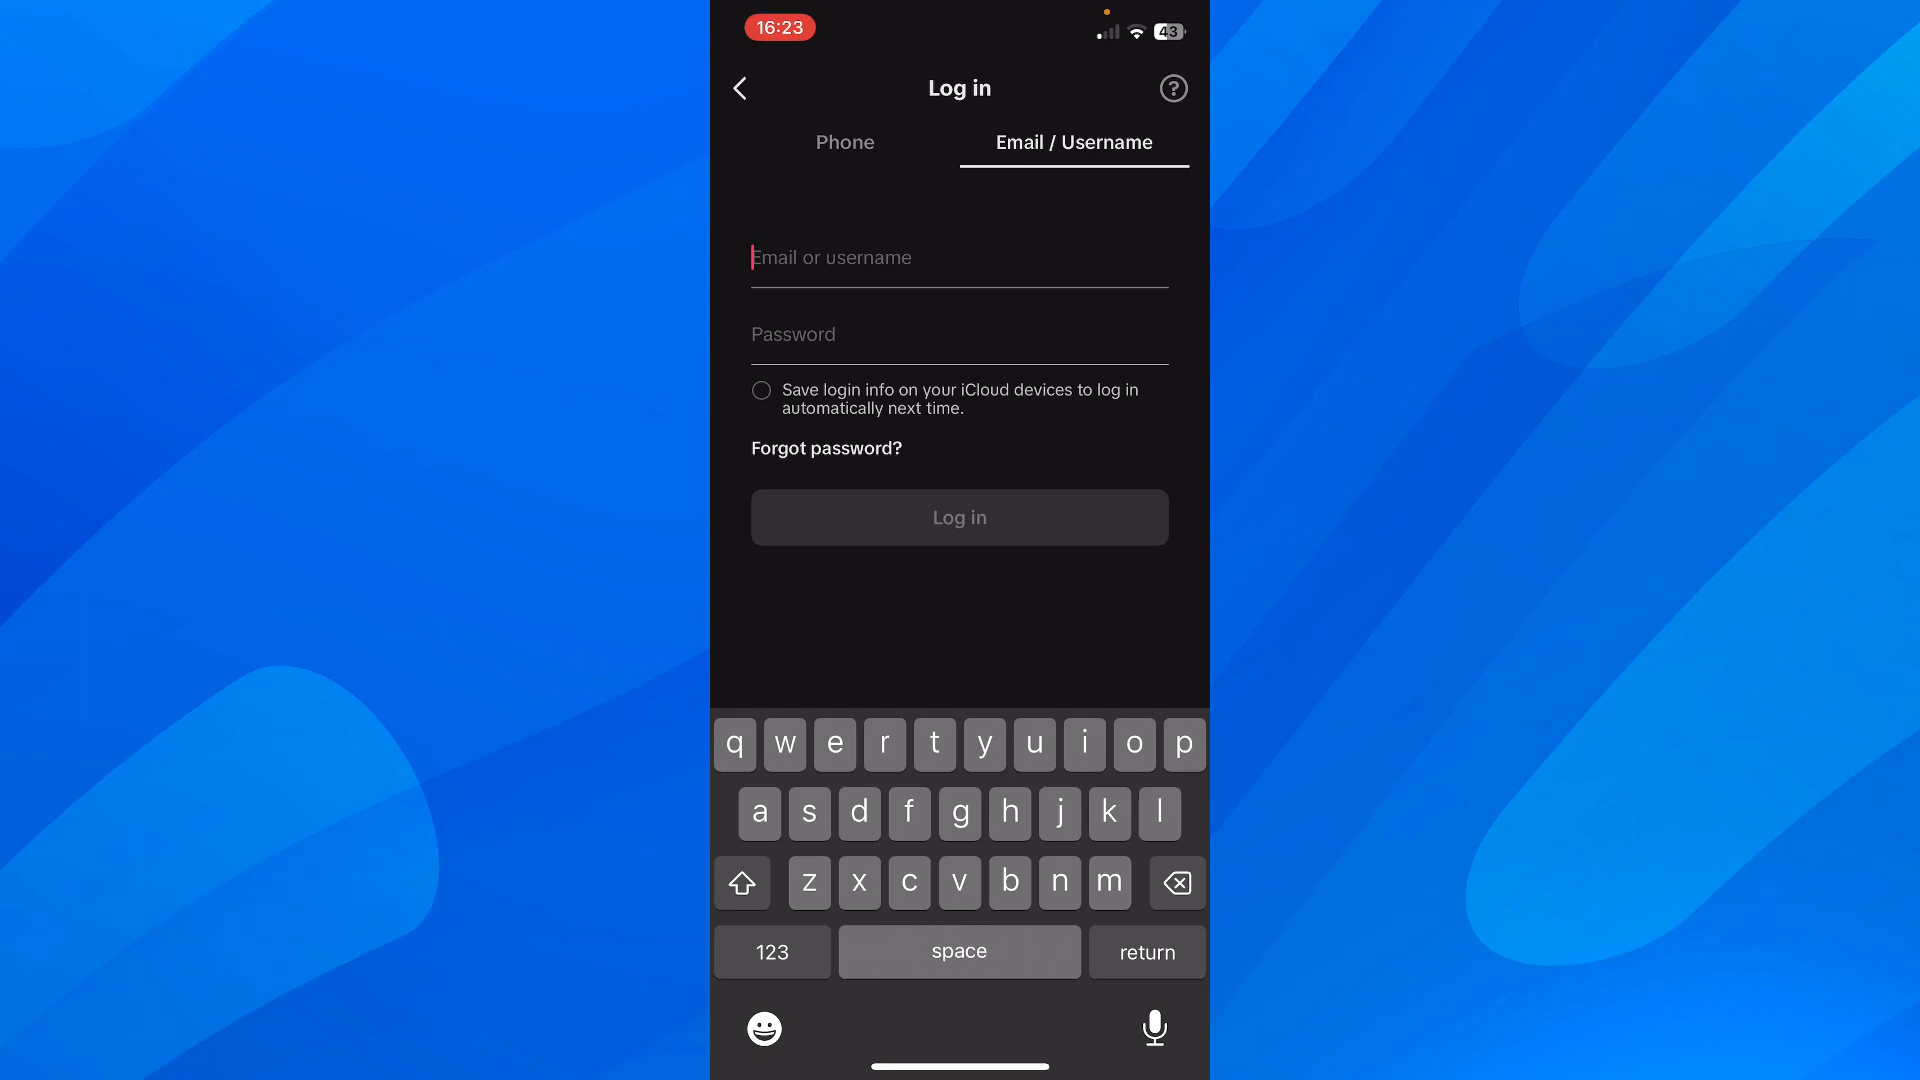 16:23
43
Log in
?
Phone
Email / Username
Email or username
Password
Save login info on your iCloud devices to log in
automatically next time.
Forgot password?
Log in
q w e r t y u i o p
a s d f g h j k l
z x c v b n m
123 space return